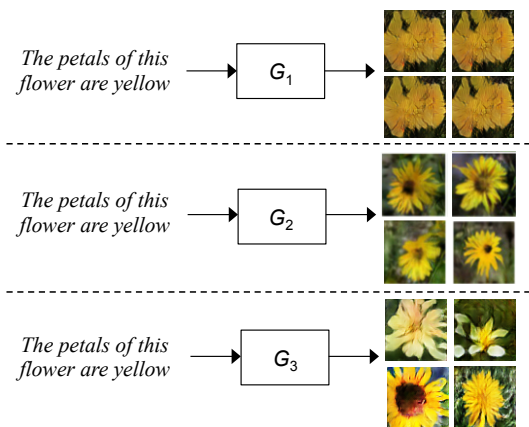 The petals of this
flower are yellow
G1
The petals of this
flower are yellow
G2
The petals of this
flower are yellow
G3